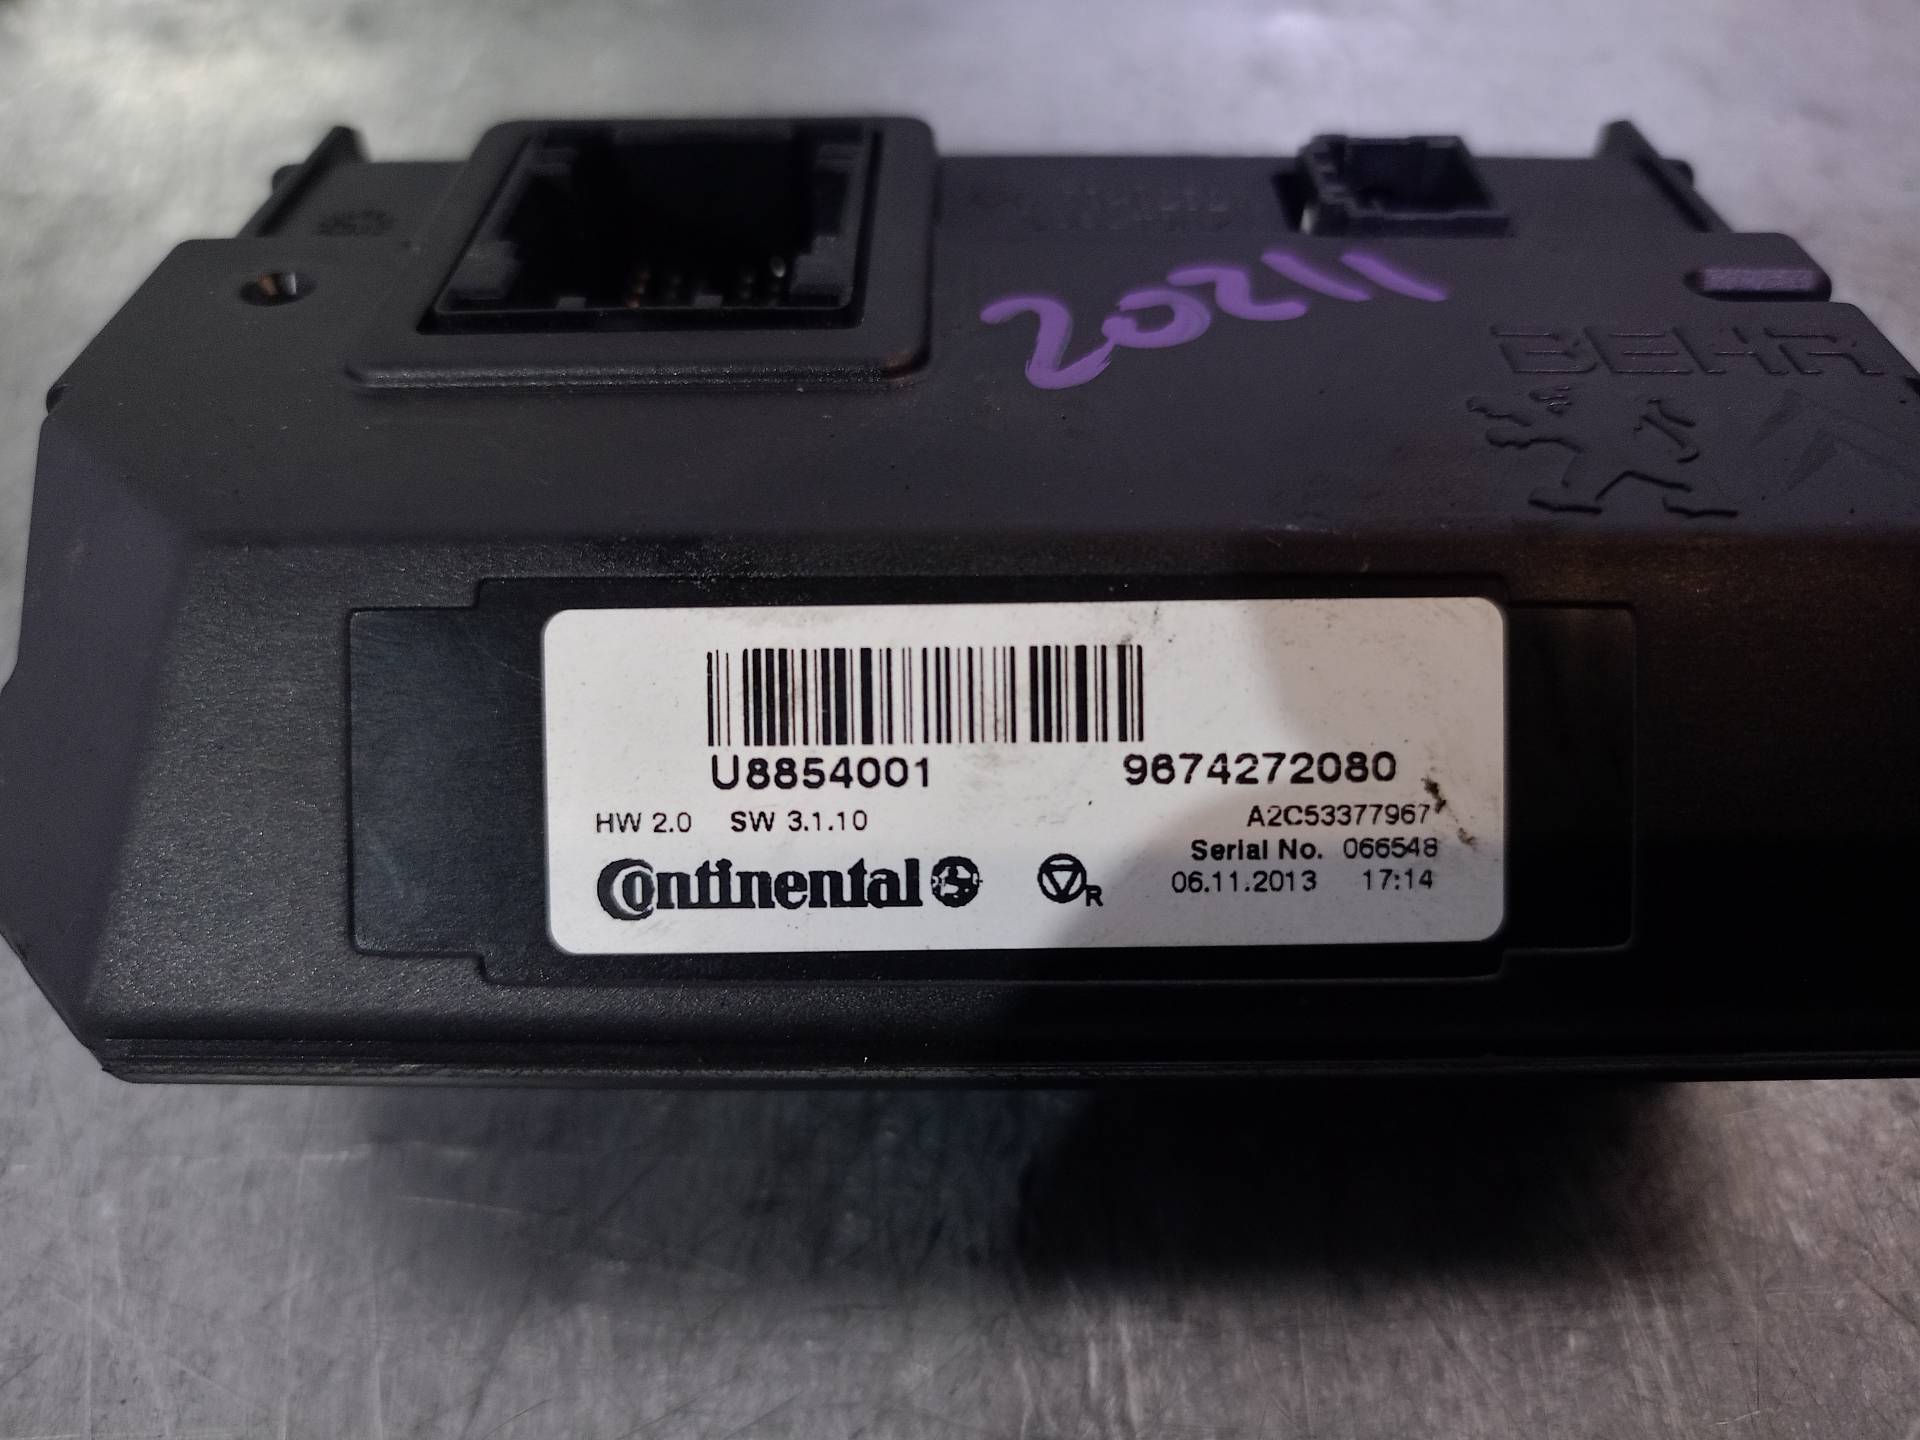 20211
BEHR
U8854001 9674272080
HW 2.0 SW 3.1.10 A2C53377967
Serial No. 066548
Continental R 06.11.2013 17:14